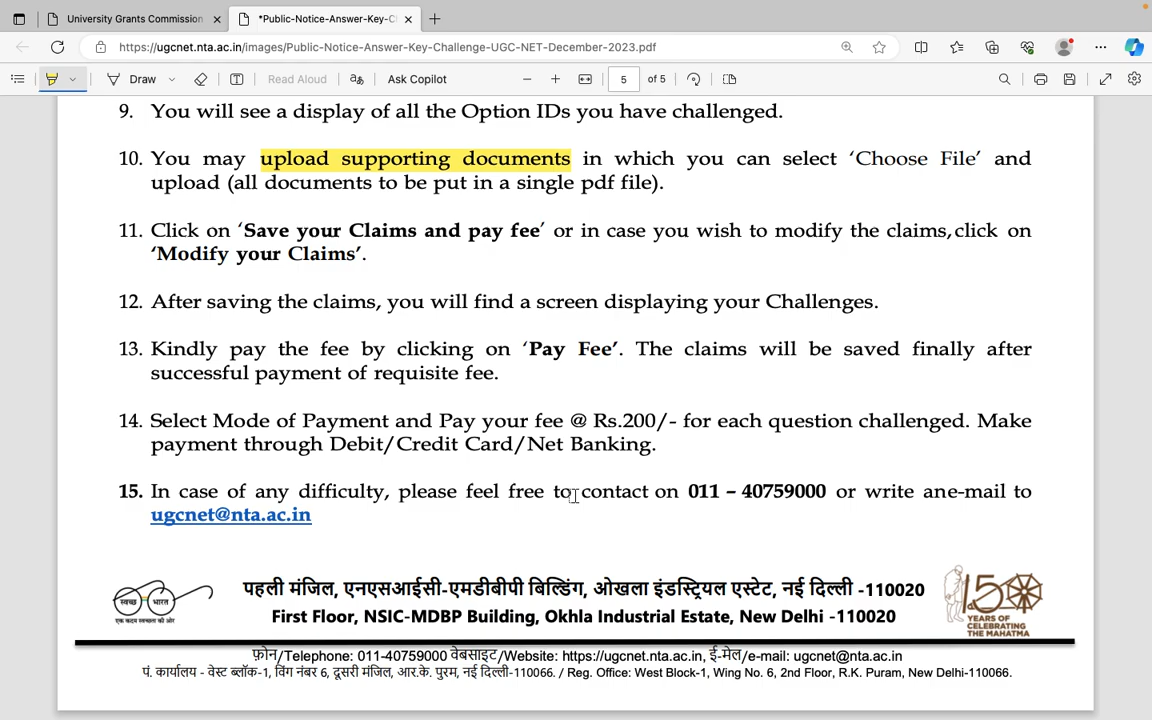 University Grants Commission
*Public-Notice-Answer-Key-C
https://ugcnet.nta.ac.in/images/Public-Notice-Answer-Key-Challenge-UGC-NET-December-2023.pdf
Draw
Read Aloud
Ask Copilot
5 of 5
9. You will see a display of all the Option IDs you have challenged.
10. You may upload supporting documents in which you can select 'Choose File' and
upload (all documents to be put in a single pdf file).
11. Click on 'Save your Claims and pay fee' or in case you wish to modify the claims,click on
'Modify your Claims'.
12. After saving the claims, you will find a screen displaying your Challenges.
13. Kindly pay the fee by clicking on 'Pay Fee'. The claims will be saved finally after
successful payment of requisite fee.
14. Select Mode of Payment and Pay your fee @ Rs.200/- for each question challenged. Make
payment through Debit/Credit Card/Net Banking.
15. In case of any difficulty, please feel free to contact on 011 – 40759000 or write ane-mail to
ugcnet@nta.ac.in
स्वच्छ भारत
एक कदम स्वच्छता की ओर
पहली मंजिल, एनएसआईसी-एमडीबीपी बिल्डिंग, ओखला इंडस्ट्रियल एस्टेट, नई दिल्ली -110020
First Floor, NSIC-MDBP Building, Okhla Industrial Estate, New Delhi -110020
150
YEARS OF
CELEBRATING
THE MAHATMA
फ़ोन/Telephone: 011-40759000 वेबसाइट/Website: https://ugcnet.nta.ac.in, ई-मेल/e-mail: ugcnet@nta.ac.in
पं. कार्यालय - वेस्ट ब्लॉक-1, विंग नंबर 6, दूसरी मंजिल, आर.के. पुरम, नई दिल्ली-110066. / Reg. Office: West Block-1, Wing No. 6, 2nd Floor, R.K. Puram, New Delhi-110066.